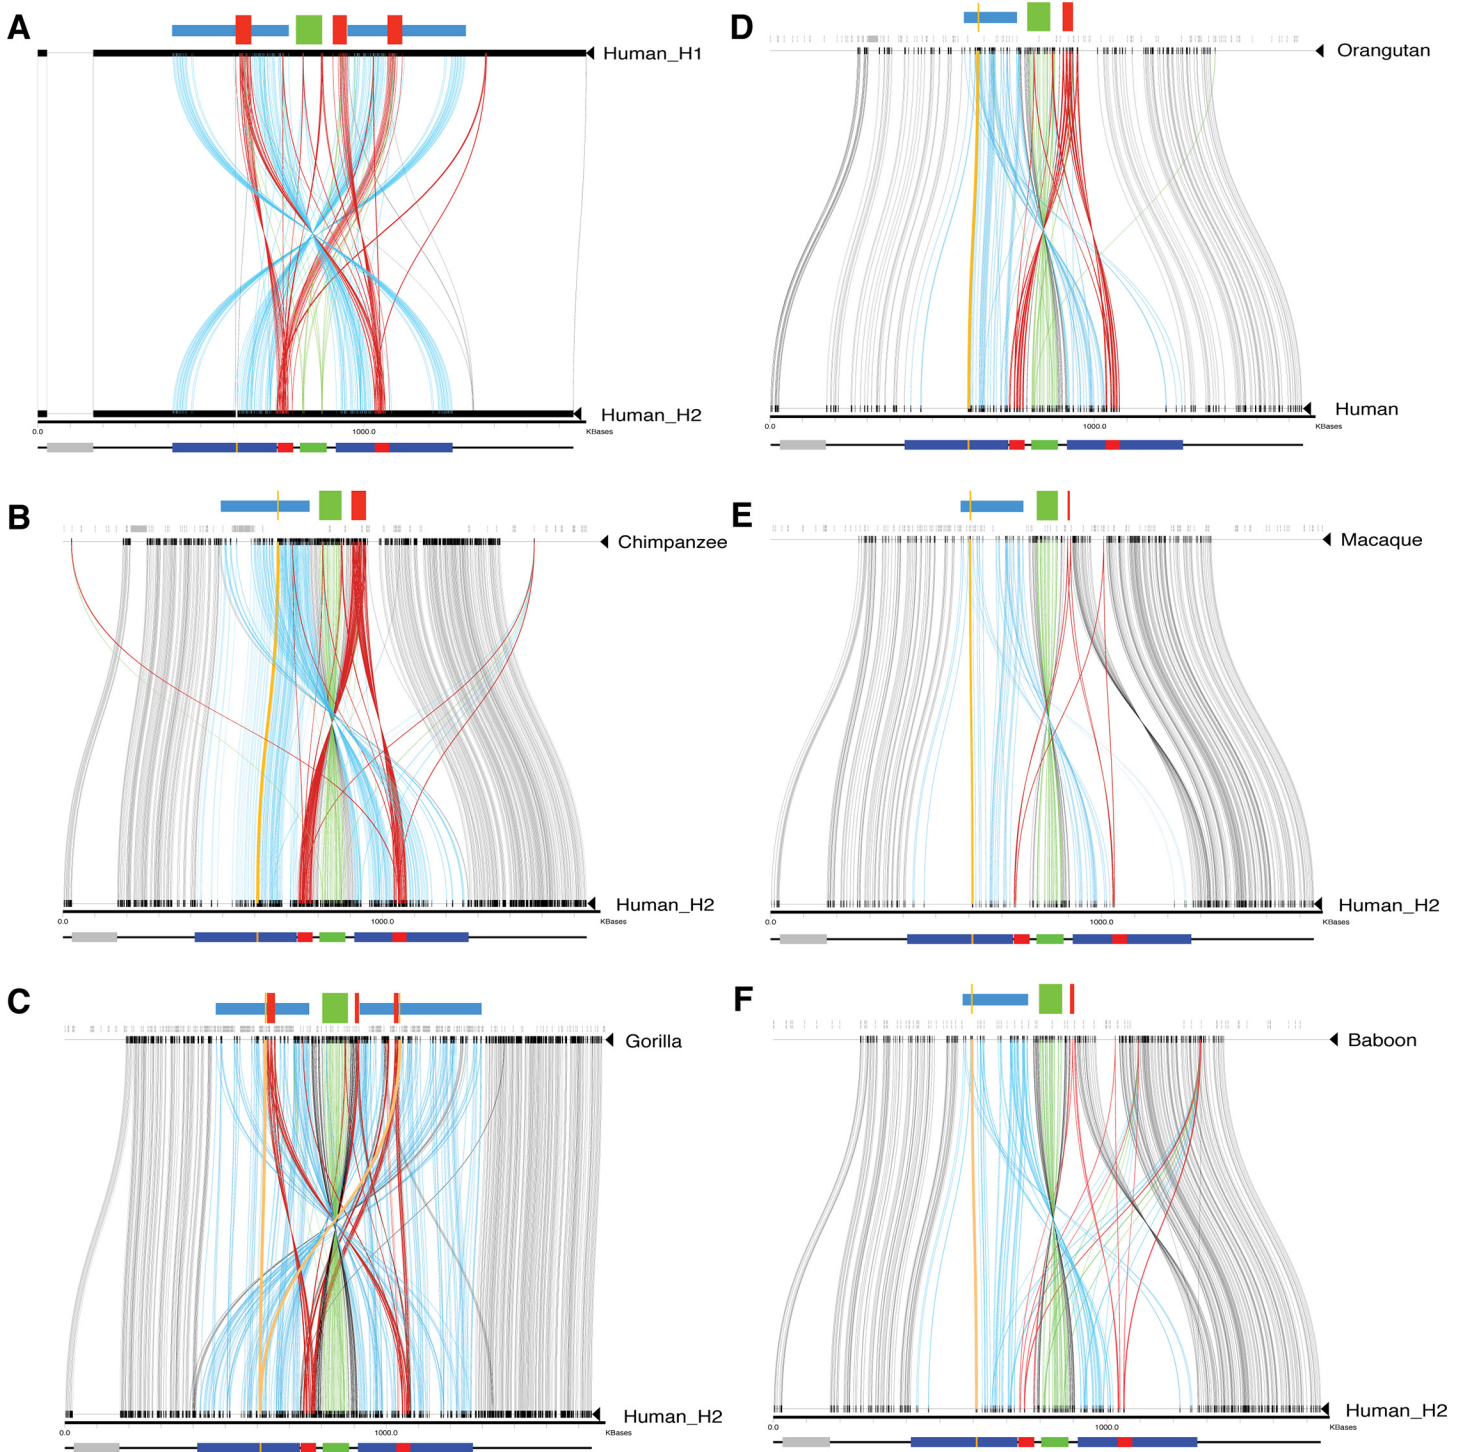 A
Human_H1
Human_H2
0.0 1000.0 KBases
B
Chimpanzee
Human_H2
0.0 1000.0 KBases
C
Gorilla
Human_H2
0.0 1000.0 KBases
D
Orangutan
Human
0.0 1000.0 KBases
E
Macaque
Human_H2
0.0 1000.0 KBases
F
Baboon
Human_H2
0.0 1000.0 KBases